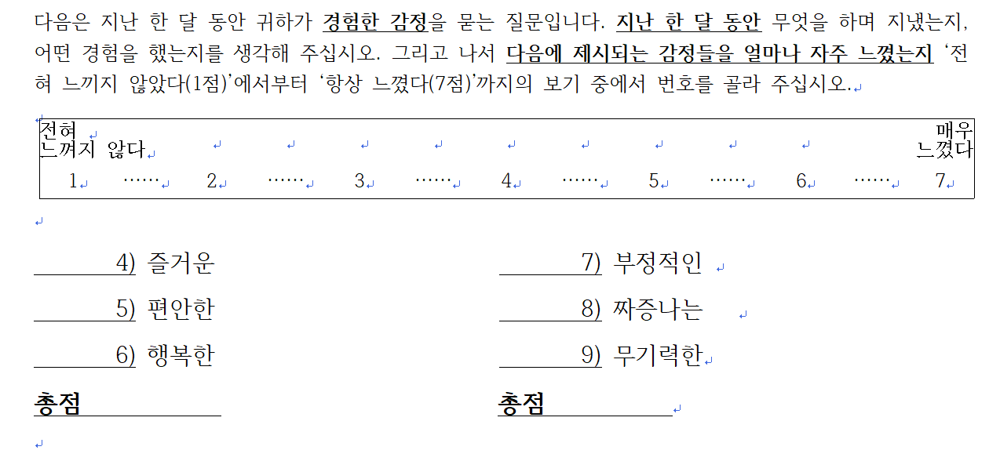 다음은 지난 한 달 동안 귀하가 경험한 감정을 묻는 질문입니다. 지난 한 달 동안 무엇을 하며 지냈는지,
어떤 경험을 했는지를 생각해 주십시오. 그리고 나서 다음에 제시되는 감정들을 얼마나 자주 느꼈는지 ‘전
혀 느끼지 않았다(1점)’에서부터 ‘항상 느꼈다(7점)’까지의 보기 중에서 번호를 골라 주십시오.
전혀 매우
느껴지 않다 느꼈다
1 …… 2 …… 3 …… 4 …… 5 …… 6 …… 7
4) 즐거운 7) 부정적인
5) 편안한 8) 짜증나는
6) 행복한 9) 무기력한
총점 총점